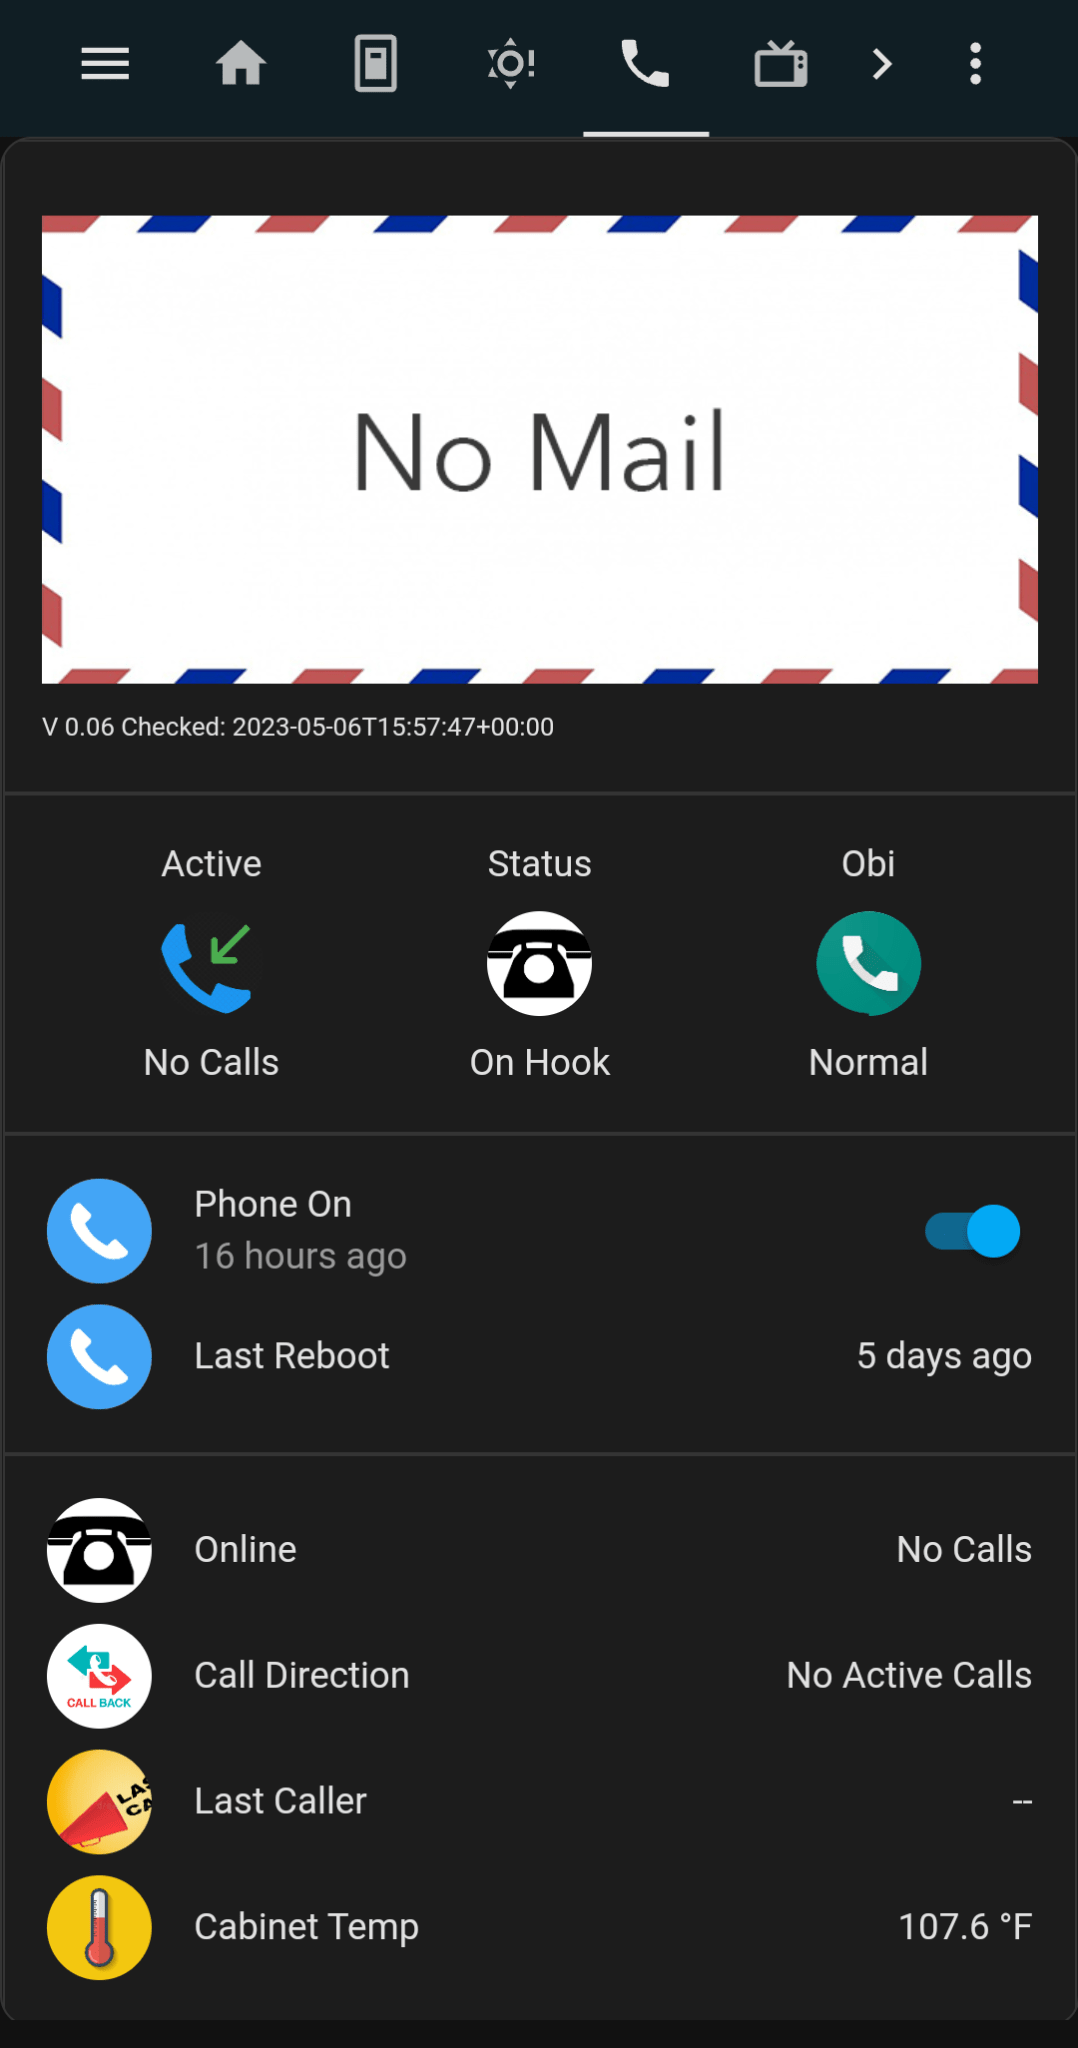 No Mail
V 0.06 Checked: 2023-05-06T15:57:47+00:00
Active Status Obi
No Calls On Hook Normal
Phone On
16 hours ago
Last Reboot 5 days ago
Online No Calls
Call Direction No Active Calls
CALL BACK
Last Caller --
Cabinet Temp 107.6 °F